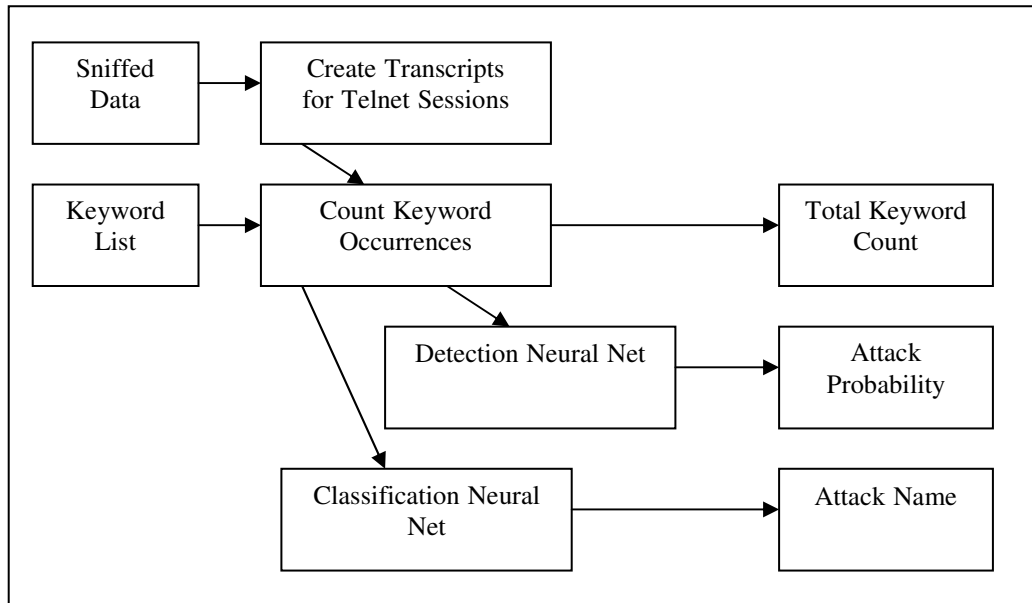 Sniffed
Data
Create Transcripts
for Telnet Sessions
Keyword
List
Count Keyword
Occurrences
Total Keyword
Count
Detection Neural Net
Attack
Probability
Classification Neural
Net
Attack Name